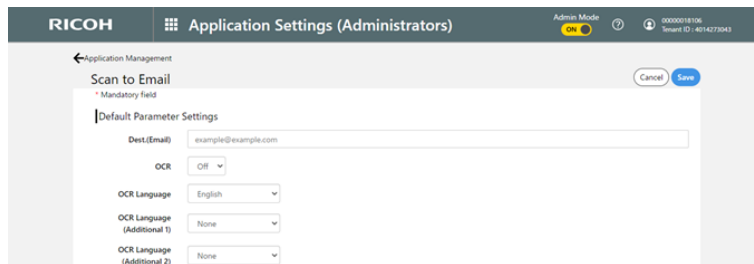 RICOH
Application Settings (Administrators)
Admin Mode
ON
00000018106
Tenant ID : 4014273043
Application Management
Scan to Email
Cancel
Save
* Mandatory field
Default Parameter Settings
Dest.(Email)
example@example.com
OCR
Off
OCR Language
English
OCR Language
(Additional 1)
None
OCR Language
(Additional 2)
None